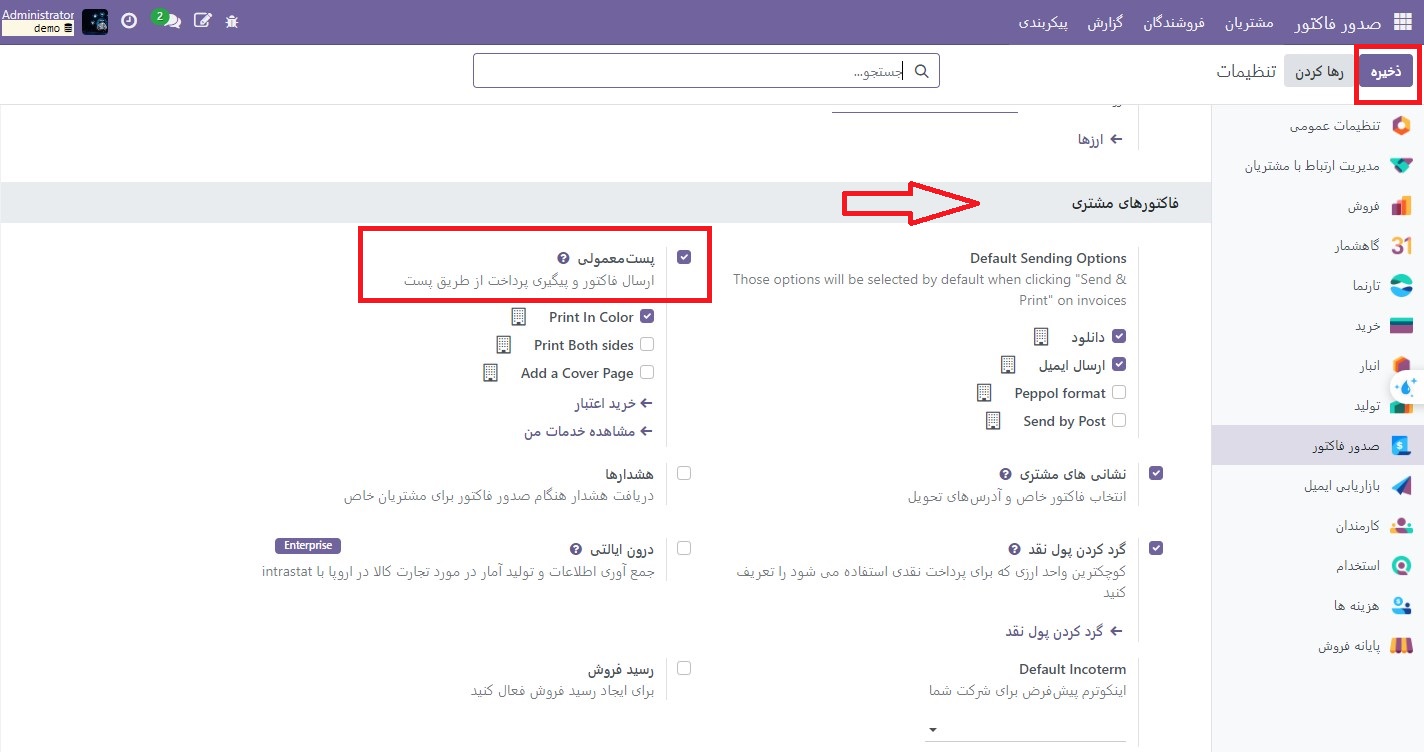 صدور فاکتور
مشتریان
فروشندگان
گزارش
پیکربندی
2
Administrator
demo
ذخیره
رها کردن
تنظیمات
جستجو...
تنظیمات عمومی
مدیریت ارتباط با مشتریان
فروش
گاهشمار
تارنما
خرید
انبار
تولید
صدور فاکتور
بازاریابی ایمیل
کارمندان
استخدام
هزینه ها
پایانه فروش
ارزها
فاکتورهای مشتری
Default Sending Options
Those options will be selected by default when clicking "Send &
Print" on invoices
دانلود
ارسال ایمیل
Peppol format
Send by Post
پست‌معمولی
ارسال فاکتور و پیگیری پرداخت از طریق پست
Print In Color
Print Both sides
Add a Cover Page
خرید اعتبار
مشاهده خدمات من
نشانی های مشتری
انتخاب فاکتور خاص و آدرس‌های تحویل
هشدارها
دریافت هشدار هنگام صدور فاکتور برای مشتریان خاص
گرد کردن پول نقد
کوچکترین واحد ارزی که برای پرداخت نقدی استفاده می شود را تعریف
کنید
گرد کردن پول نقد
درون ایالتی
Enterprise
جمع آوری اطلاعات و تولید آمار در مورد تجارت کالا در اروپا با intrastat
Default Incoterm
اینکوترم پیش‌فرض برای شرکت شما
رسید فروش
برای ایجاد رسید فروش فعال کنید